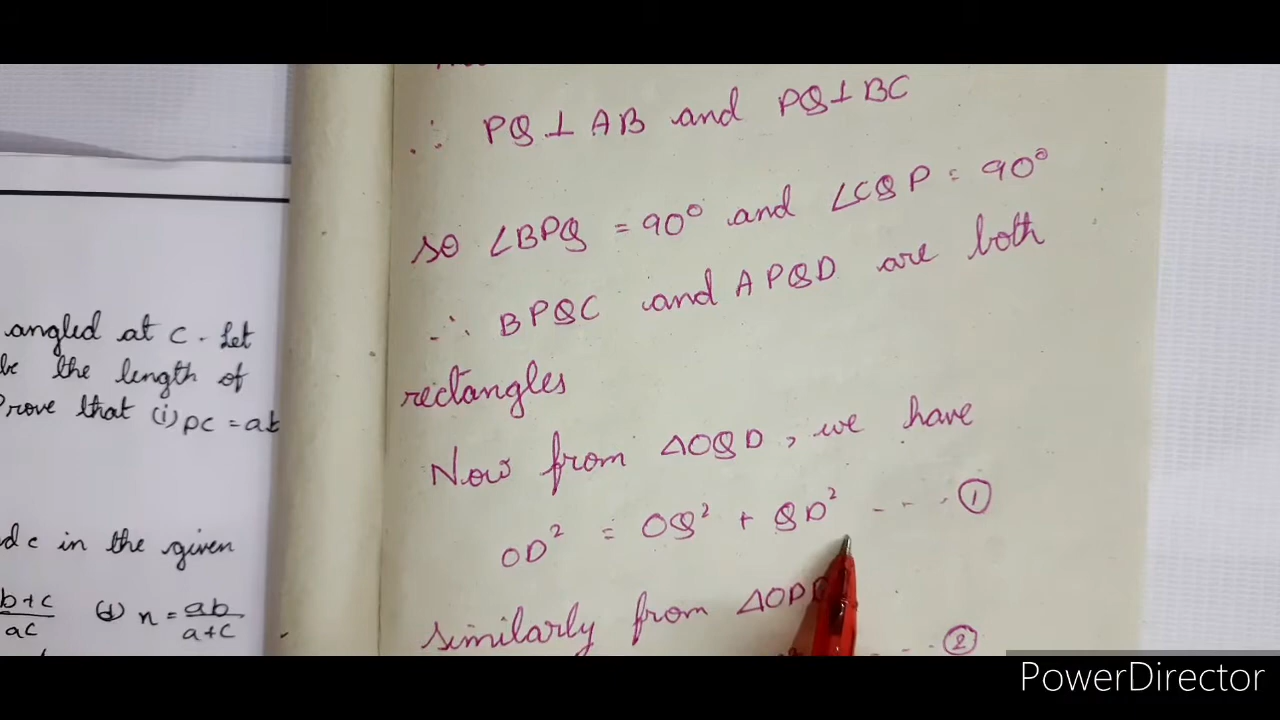 ∴ PQ ⊥ AB and PQ ⊥ BC
so ∠BPQ = 90° and ∠CQP = 90°
∴ BPQC and APQD are both
rectangles
Now from △OQD, we have
OD² = OQ² + QD² --- ①
similarly from
--- ②
angled at C. Let
be the length of
Prove that (i) pc = ab
c in the given
b+c/ac (d) n = ab/a+c
PowerDirector